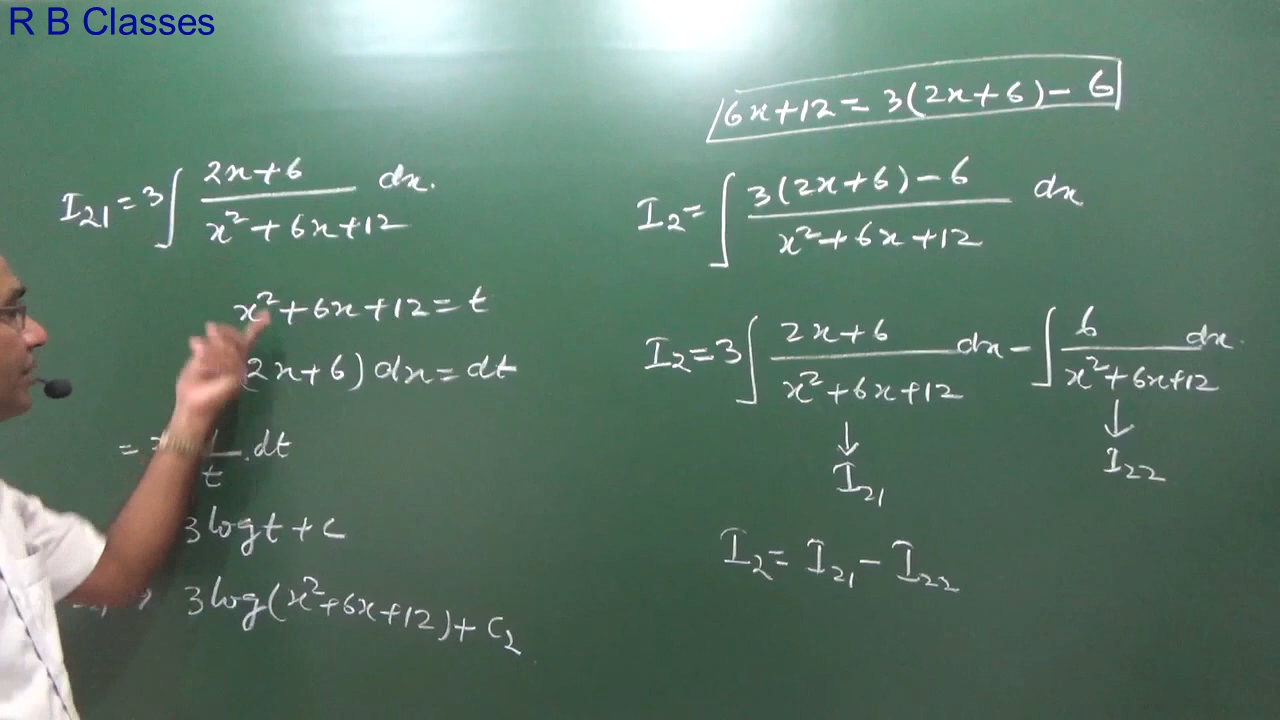 R B Classes
I₂₁ = 3∫ (2x+6)/(x²+6x+12) dx.
x²+6x+12 = t
(2x+6) dx = dt
= /t . dt
3 log t + c
3 log(x²+6x+12) + c₂
6x+12 = 3(2x+6) - 6
I₂ = ∫ (3(2x+6) - 6)/(x²+6x+12) dx
I₂ = 3∫ (2x+6)/(x²+6x+12) dx - ∫ 6/(x²+6x+12) dx.
↓ ↓
I₂₁ I₂₂
I₂ = I₂₁ - I₂₂